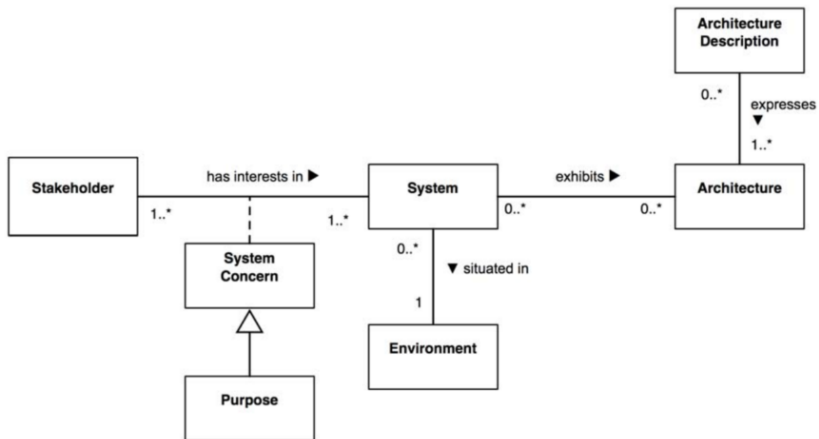 Architecture
Description
0..*
expresses ▼
1..*
Stakeholder
has interests in ►
System
exhibits ►
Architecture
1..*
1..*
0..*
0..*
System
Concern
0..*
▼ situated in
1
Environment
Purpose